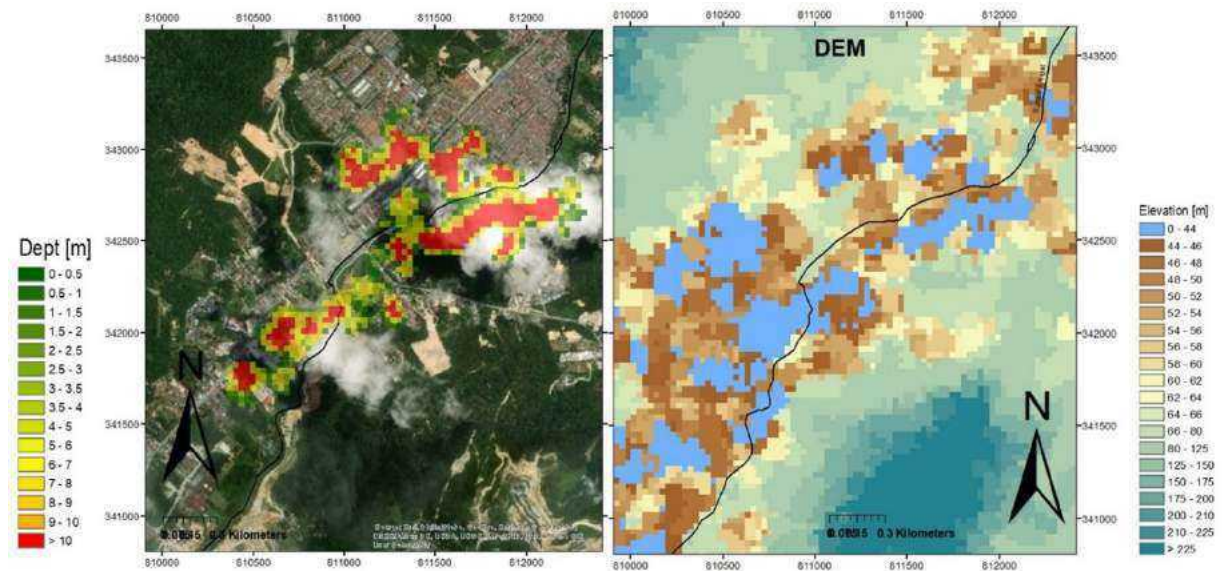 810000 810500 811000 811500 812000
343500
343000
342500
342000
341500
341000
Dept [m]
0 - 0.5
0.5 - 1
1 - 1.5
1.5 - 2
2 - 2.5
2.5 - 3
3 - 3.5
3.5 - 4
4 - 5
5 - 6
6 - 7
7 - 8
8 - 9
9 - 10
> 10
N
0.3 Kilometers
810000 810500 811000 811500 812000
810000 810500 811000 811500 812000
DEM
343500
343000
342500
342000
341500
341000
N
0.3 Kilometers
810000 810500 811000 811500 812000
Elevation [m]
0 - 44
44 - 46
46 - 48
48 - 50
50 - 52
52 - 54
54 - 56
56 - 58
58 - 60
60 - 62
62 - 64
64 - 66
66 - 80
80 - 125
125 - 150
150 - 175
175 - 200
200 - 210
210 - 225
> 225